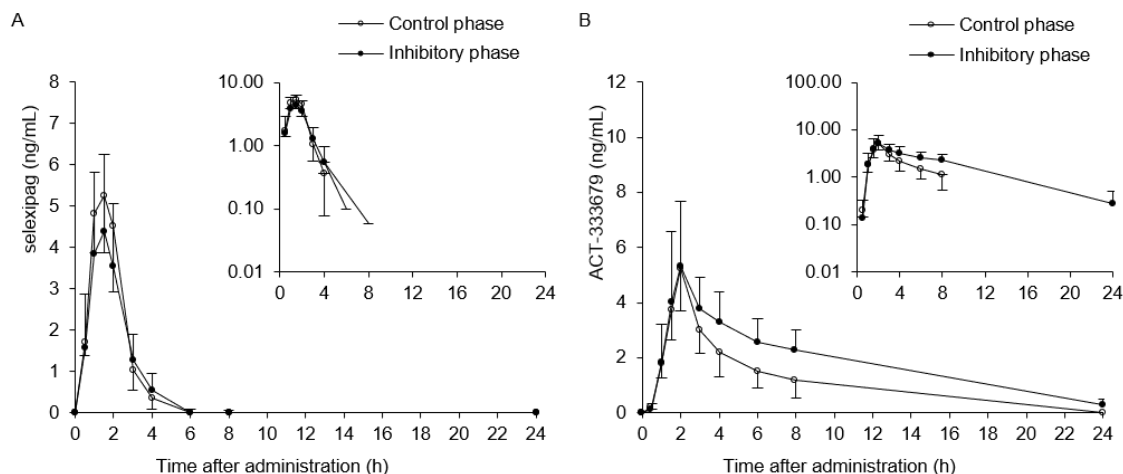 A
Control phase
Inhibitory phase
8
7
6
5
4
3
2
1
0
selexipag (ng/mL)
10.00
1.00
0.10
0.01
0 4 8 12 16 20 24
0 2 4 6 8 10 12 14 16 18 20 22 24
Time after administration (h)
B
Control phase
Inhibitory phase
12
10
8
6
4
2
0
ACT-333679 (ng/mL)
100.00
10.00
1.00
0.10
0.01
0 4 8 12 16 20 24
0 2 4 6 8 10 12 14 16 18 20 22 24
Time after administration (h)